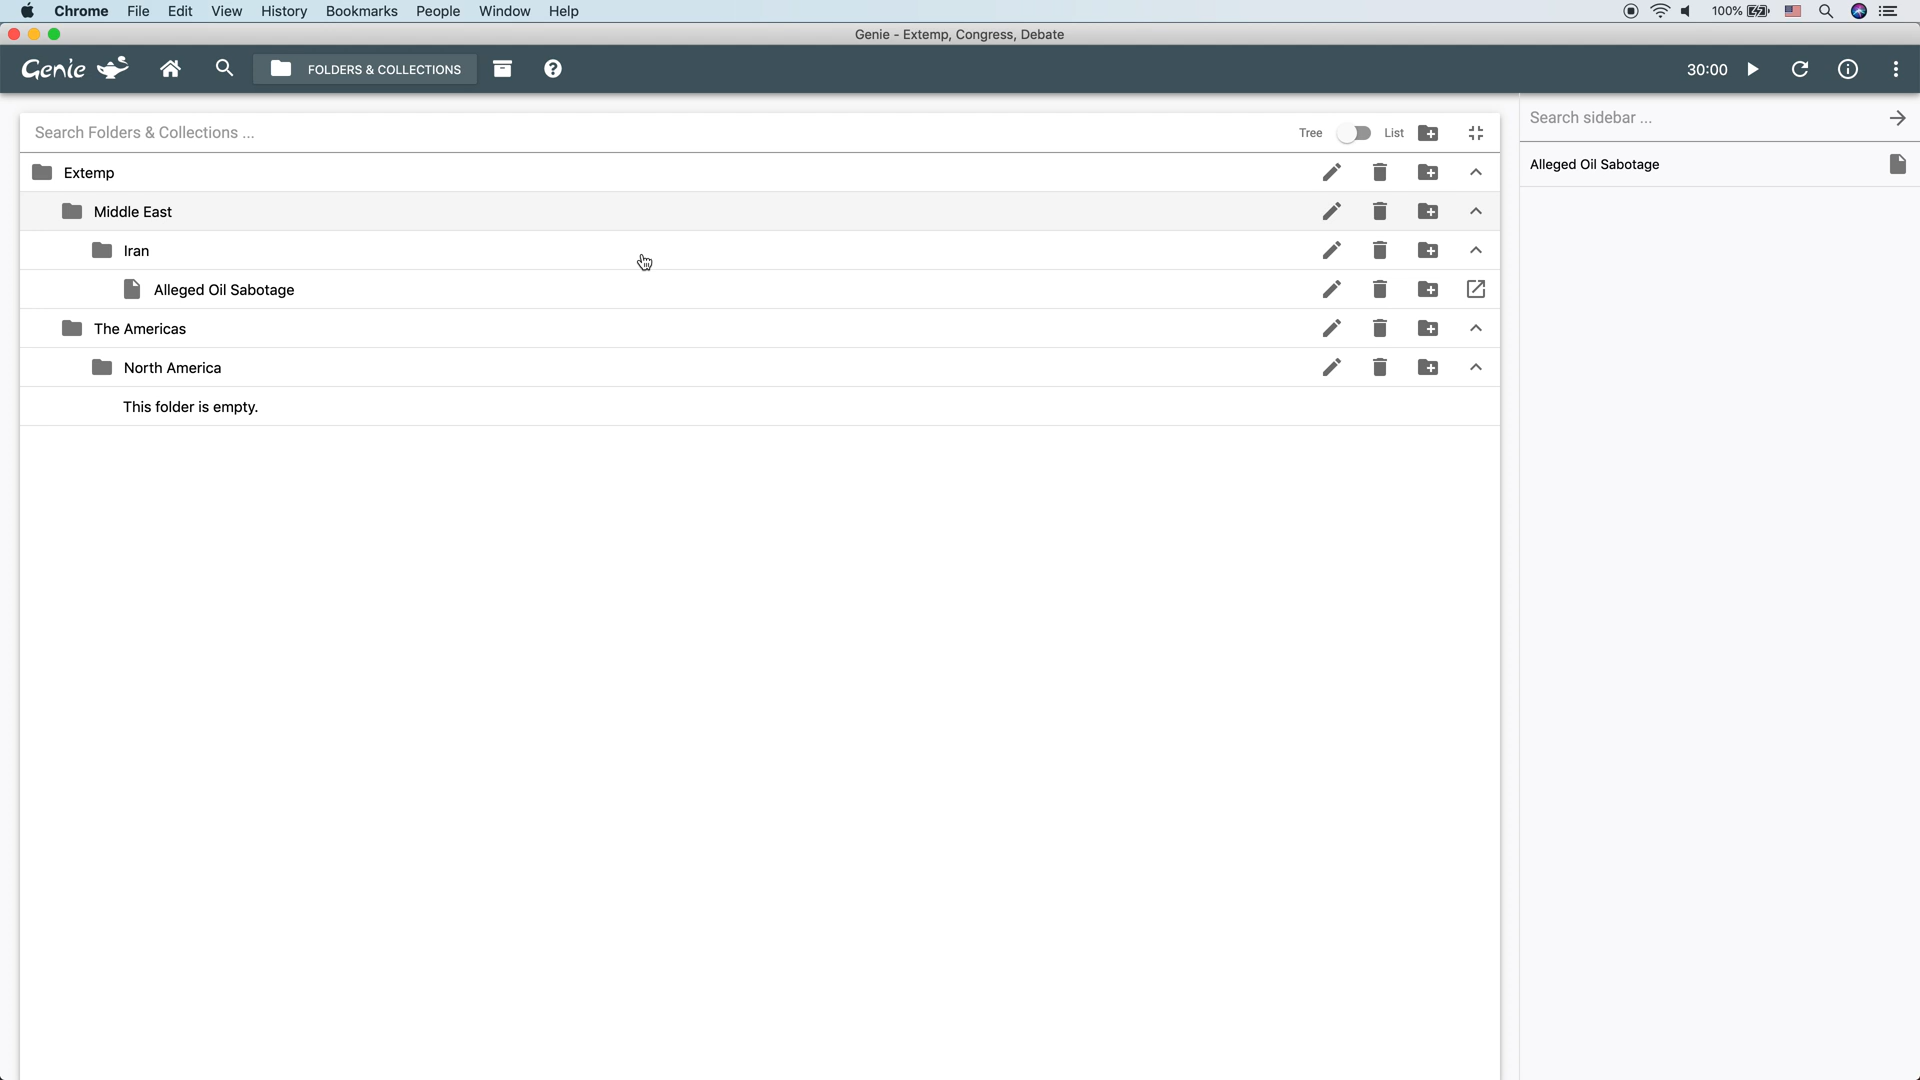 Chrome File Edit View History Bookmarks People Window Help 100%
Genie - Extemp, Congress, Debate
Genie FOLDERS & COLLECTIONS 30:00
Search Folders & Collections ... Tree List
Extemp
Middle East
Iran
Alleged Oil Sabotage
The Americas
North America
This folder is empty.
Search sidebar ...
Alleged Oil Sabotage